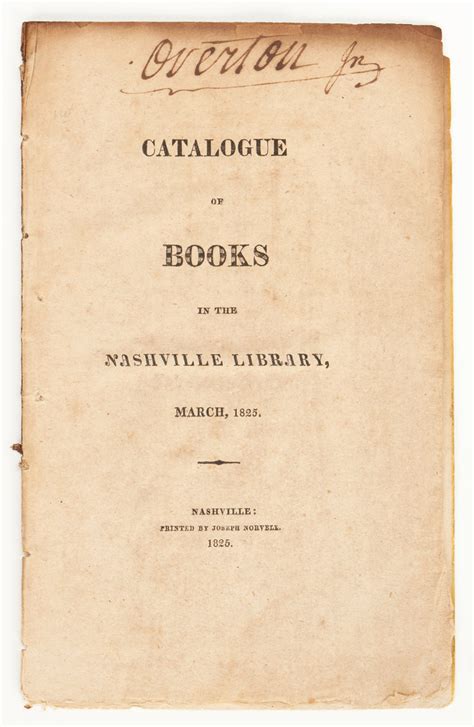 Overton Jr.
CATALOGUE
OF
BOOKS
IN THE
NASHVILLE LIBRARY,
MARCH, 1825.
NASHVILLE:
PRINTED BY JOSEPH NORVELL.
1825.